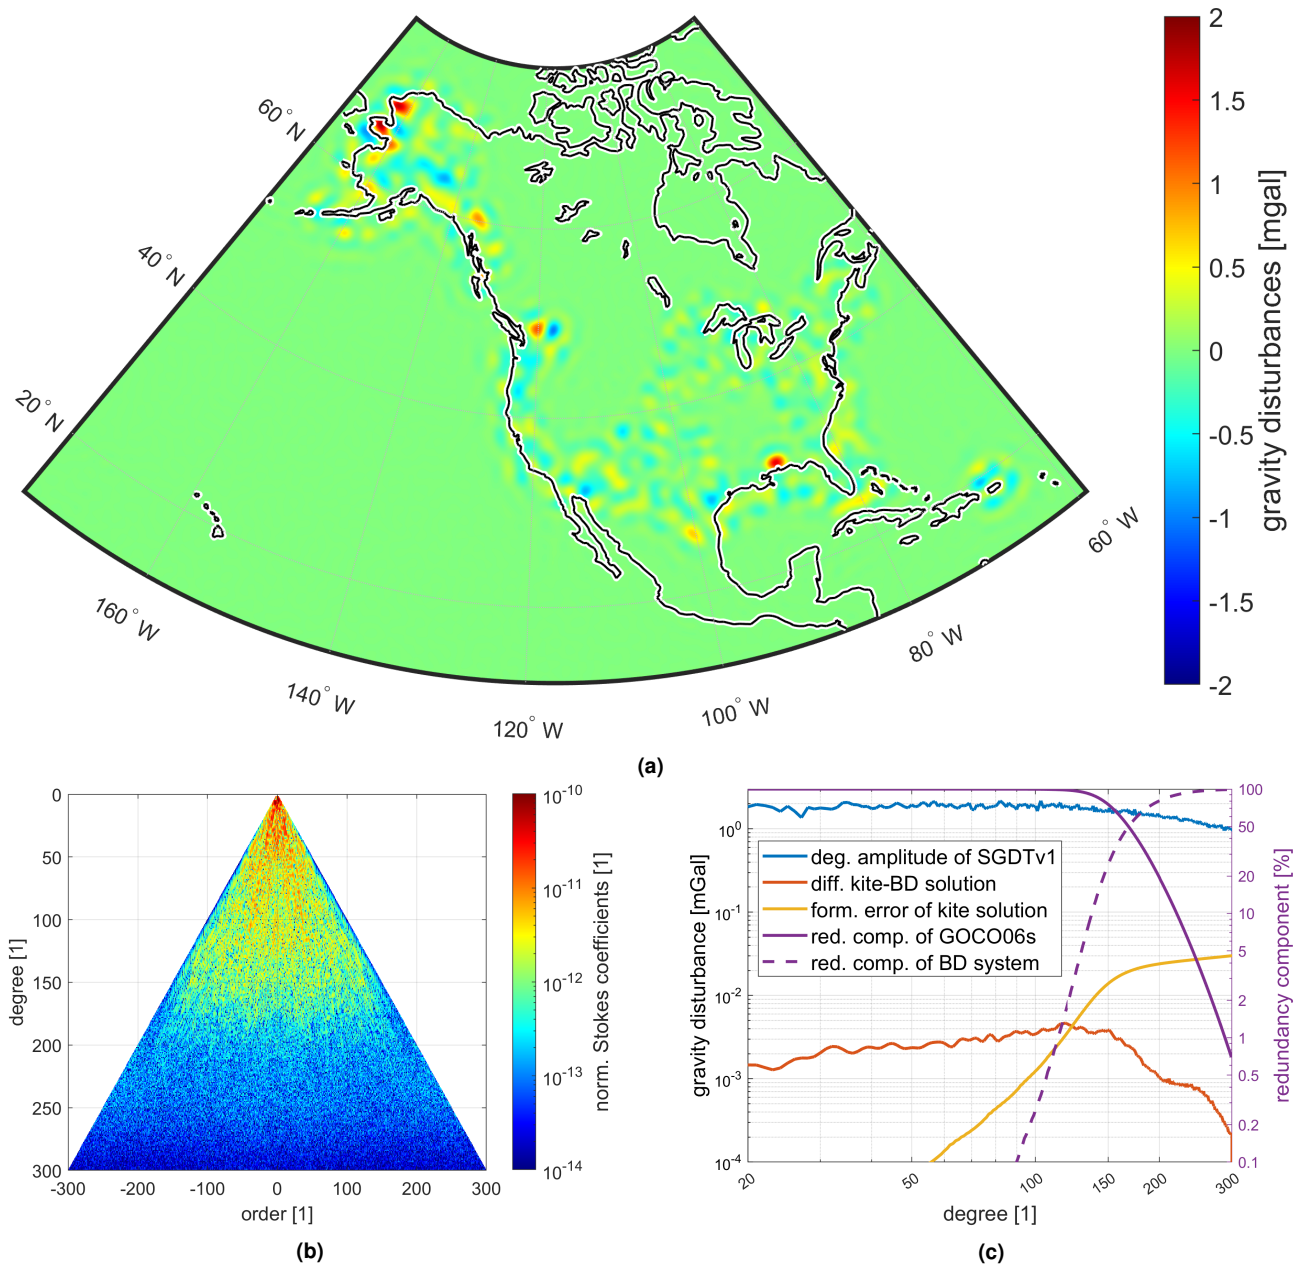 60° N
40° N
20° N
160° W
140° W
120° W
100° W
80° W
60° W
2
1.5
1
0.5
0
-0.5
-1
-1.5
-2
gravity disturbances [mgal]
(a)
0
50
100
150
200
250
300
degree [1]
-300
-200
-100
0
100
200
300
order [1]
10-10
10-11
10-12
10-13
10-14
norm. Stokes coefficients [1]
(b)
gravity disturbance [mGal]
100
10-1
10-2
10-3
10-4
deg. amplitude of SGDTv1
diff. kite-BD solution
form. error of kite solution
red. comp. of GOCO06s
red. comp. of BD system
100
50
20
10
5
2
1
0.5
0.2
0.1
redundancy component [%]
20
50
100
150
200
300
degree [1]
(c)